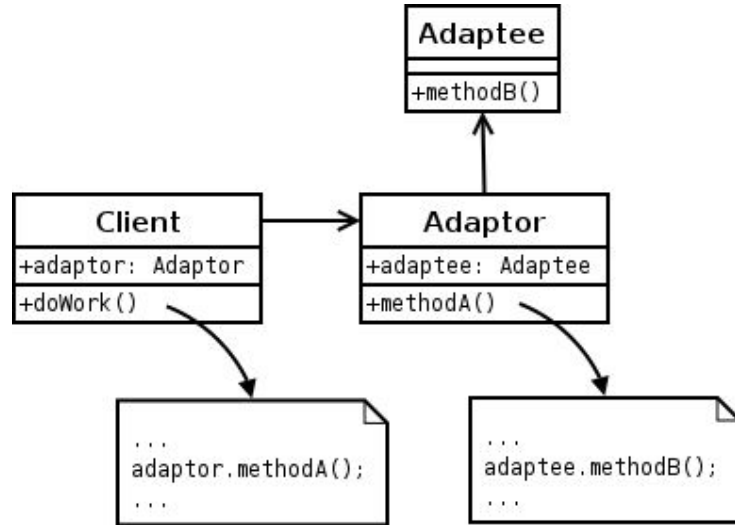 Adaptee
+methodB()
Client
+adaptor: Adaptor
+doWork()
Adaptor
+adaptee: Adaptee
+methodA()
...
adaptor.methodA();
...
...
adaptee.methodB();
...